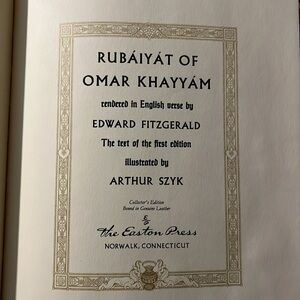 RUBÁIYÁT OF
OMAR KHAYYÁM
rendered in English verse by
EDWARD FITZGERALD
The text of the first edition
illustrated by
ARTHUR SZYK
Collector's Edition
Bound in Genuine Leather
The Easton Press
NORWALK, CONNECTICUT